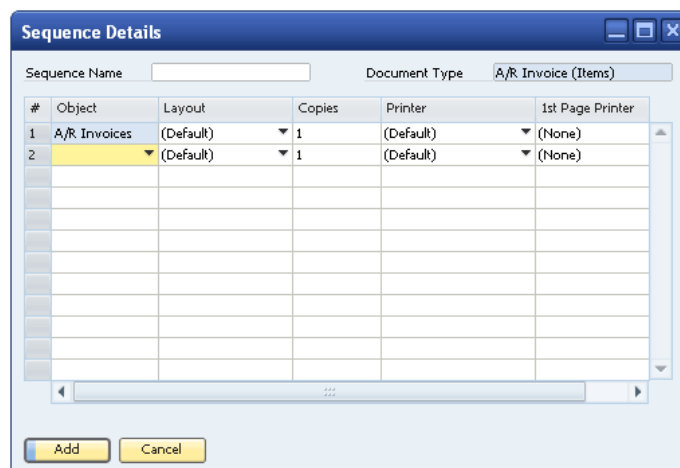 Sequence Details
Sequence Name Document Type A/R Invoice (Items)
# Object Layout Copies Printer 1st Page Printer
1 A/R Invoices (Default) 1 (Default) (None)
2 (Default) 1 (Default) (None)
Add Cancel